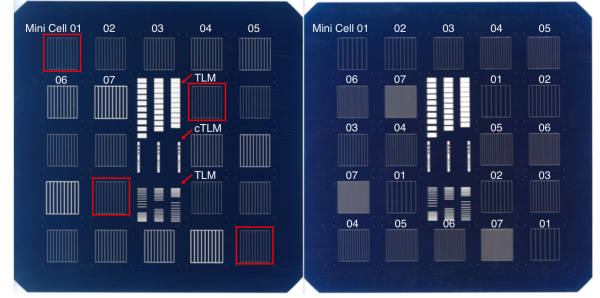 Mini Cell 01 02 03 04 05
06 07
TLM
cTLM
TLM
Mini Cell 01 02 03 04 05
06 07 01 02
03 04 05 06
07 01 02 03
04 05 06 07 01